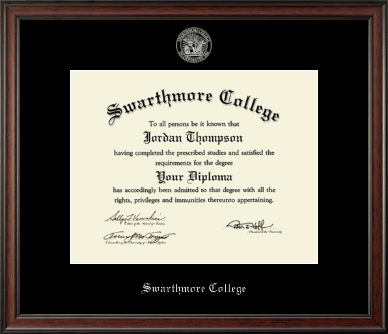 Swarthmore College
To all persons be it known that
Jordan Thompson
having completed the prescribed studies and satisfied the
requirements for the degree
Your Diploma
has accordingly been admitted to that degree with all the
rights, privileges and immunities thereunto appertaining.
Swarthmore College